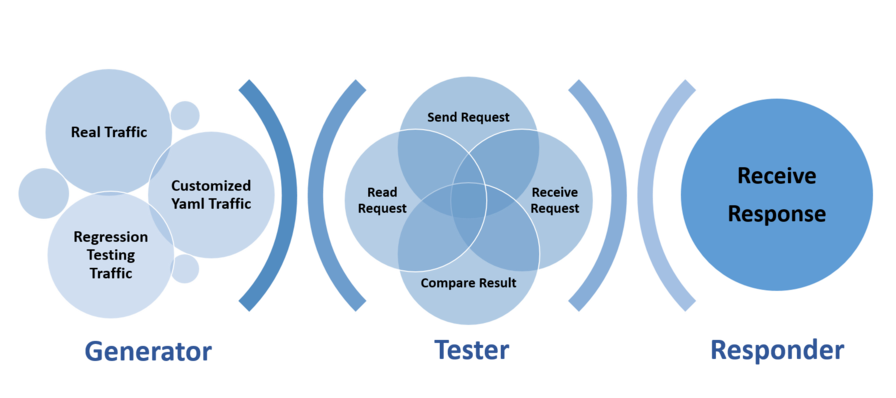 Real Traffic
Customized
Yaml Traffic
Regression
Testing
Traffic
Generator
Send Request
Read
Request
Receive
Request
Compare Result
Tester
Receive
Response
Responder